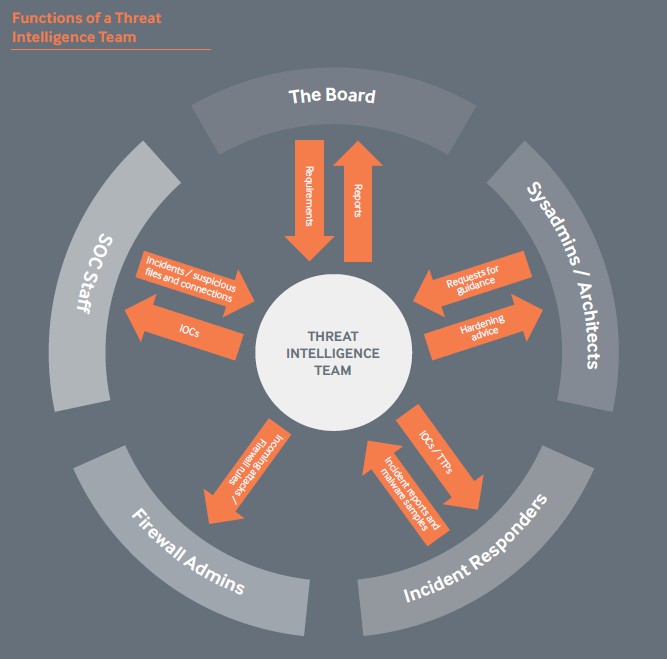 Functions of a Threat
Intelligence Team
The Board
Requirements
Reports
SOC Staff
Incidents / suspicious
files and connections
IOCs
Sysadmins / Architects
Requests for
guidance
Hardening
advice
THREAT
INTELLIGENCE
TEAM
Incoming attacks /
Firewall rules
Firewall Admins
IOCs / TTPs
Incident reports and
malware samples
Incident Responders